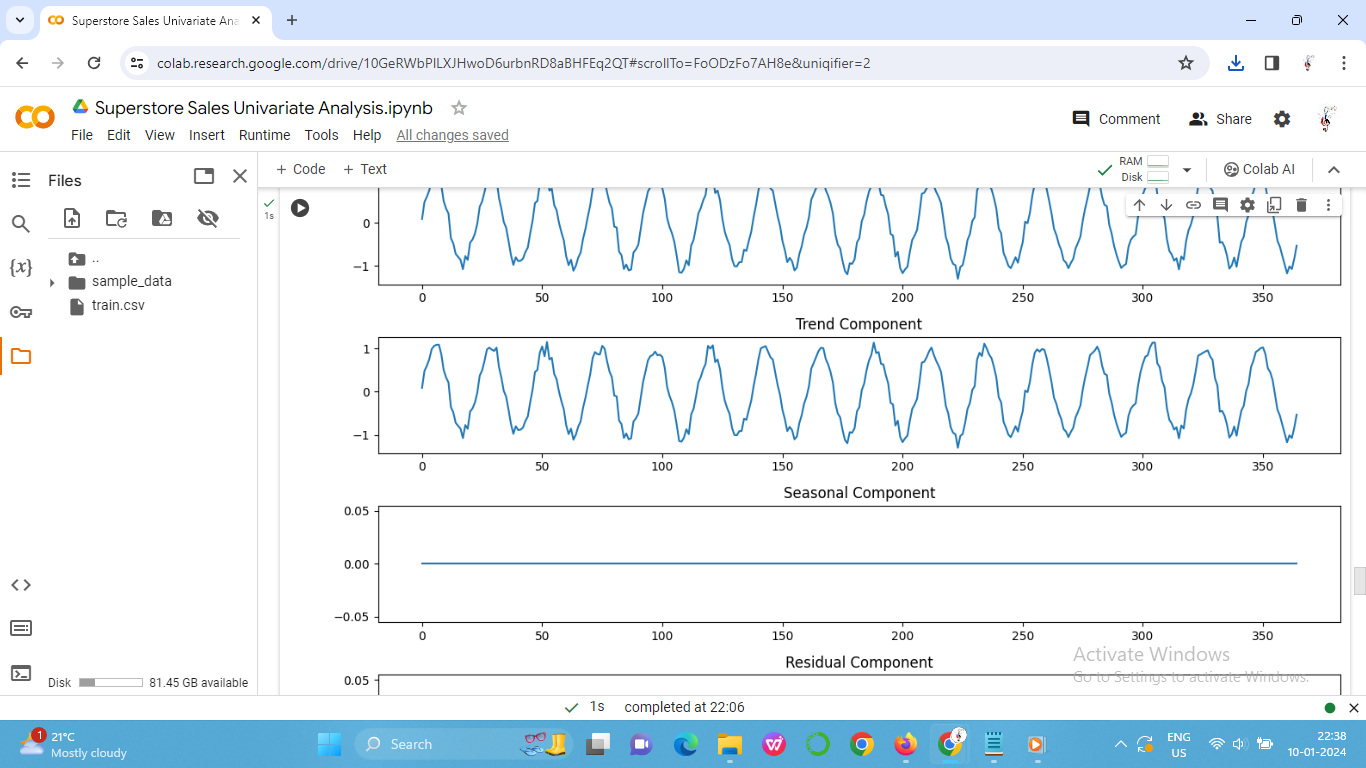 Superstore Sales Univariate Ana
colab.research.google.com/drive/10GeRWbPILXJHwoD6urbnRD8aBHFEq2QT#scrollTo=FoODzFo7AH8e&uniqifier=2
Superstore Sales Univariate Analysis.ipynb
File Edit View Insert Runtime Tools Help All changes saved
Comment Share
Files
+ Code + Text
RAM
Disk
Colab AI
1s
..
sample_data
train.csv
0
−1
0 50 100 150 200 250 300 350
Trend Component
1
0
−1
0 50 100 150 200 250 300 350
Seasonal Component
0.05
0.00
−0.05
0 50 100 150 200 250 300 350
Residual Component
0.05
Activate Windows
Go to Settings to activate Windows.
Disk 81.45 GB available
1s completed at 22:06
1
21°C
Mostly cloudy
Search
ENG
US
22:38
10-01-2024